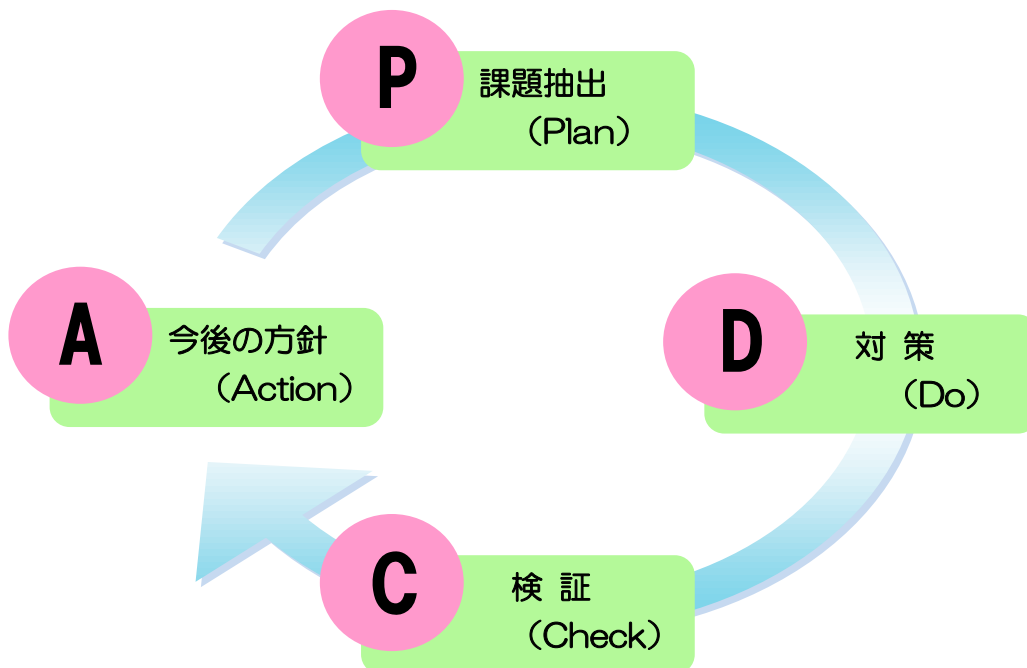 P
課題抽出
（Plan）
A
今後の方針
（Action）
D
対 策
（Do）
C
検 証
（Check）